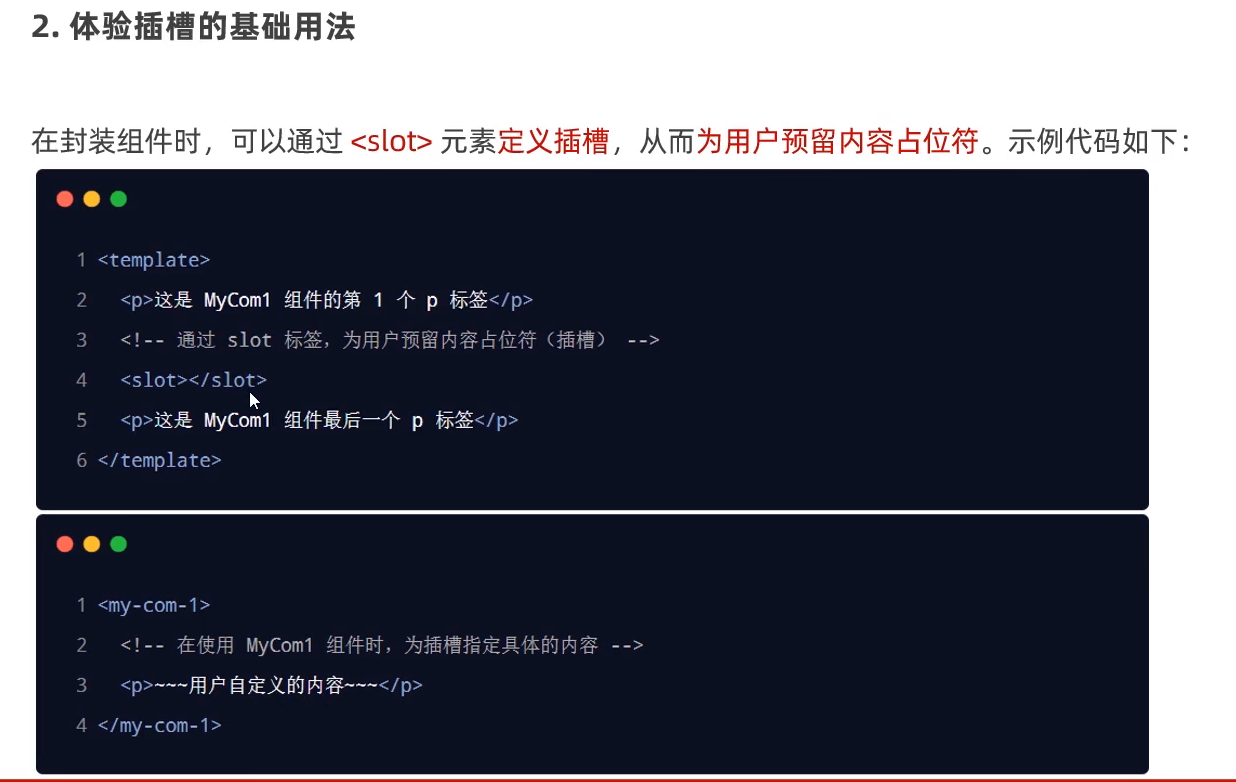 2. 体验插槽的基础用法
在封装组件时，可以通过 <slot> 元素定义插槽，从而为用户预留内容占位符。示例代码如下：
1 <template>
2   <p>这是 MyCom1 组件的第 1 个 p 标签</p>
3   <!-- 通过 slot 标签，为用户预留内容占位符（插槽） -->
4   <slot></slot>
5   <p>这是 MyCom1 组件最后一个 p 标签</p>
6 </template>
1 <my-com-1>
2   <!-- 在使用 MyCom1 组件时，为插槽指定具体的内容 -->
3   <p>~~~用户自定义的内容~~~</p>
4 </my-com-1>